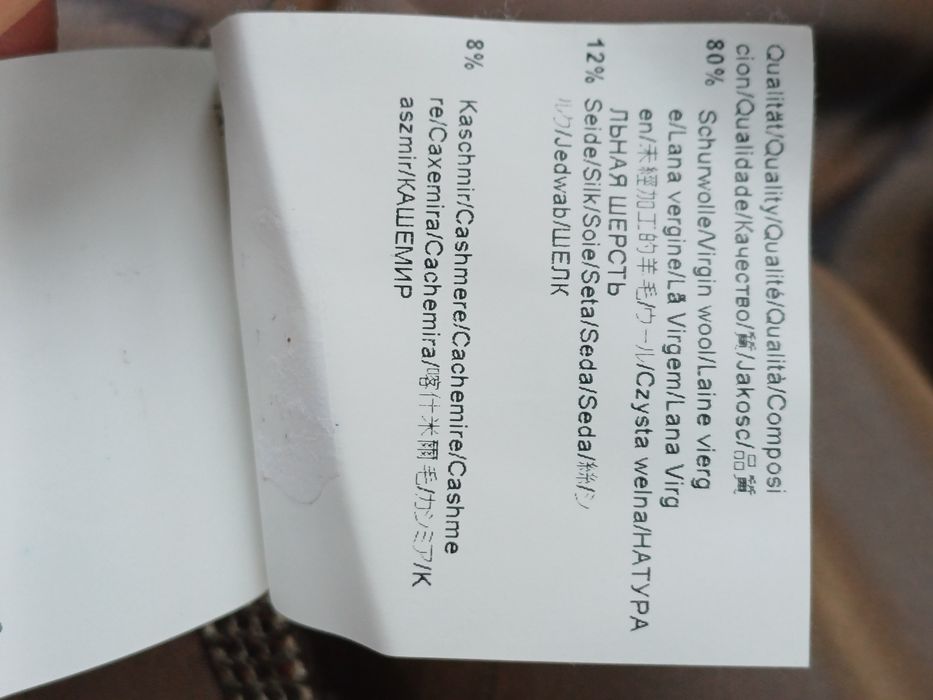 Qualität/Quality/Qualité/Qualità/Composi
cion/Qualidade/Качество/質/Jakosc/品質
80% Schurwolle/Virgin wool/Laine vierg
e/Lana vergine/Lã Virgem/Lana Virg
en/未經加工的羊毛/ウール/Czysta welna/НАТУРА
ЛЬНАЯ ШЕРСТЬ
12% Seide/Silk/Soie/Seta/Seda/Seda/絲/シ
ルク/Jedwab/ШЕЛК
8% Kaschmir/Cashmere/Cachemire/Cashme
re/Caxemira/Cachemira/喀什米爾毛/カシミア/K
aszmir/КАШЕМИР